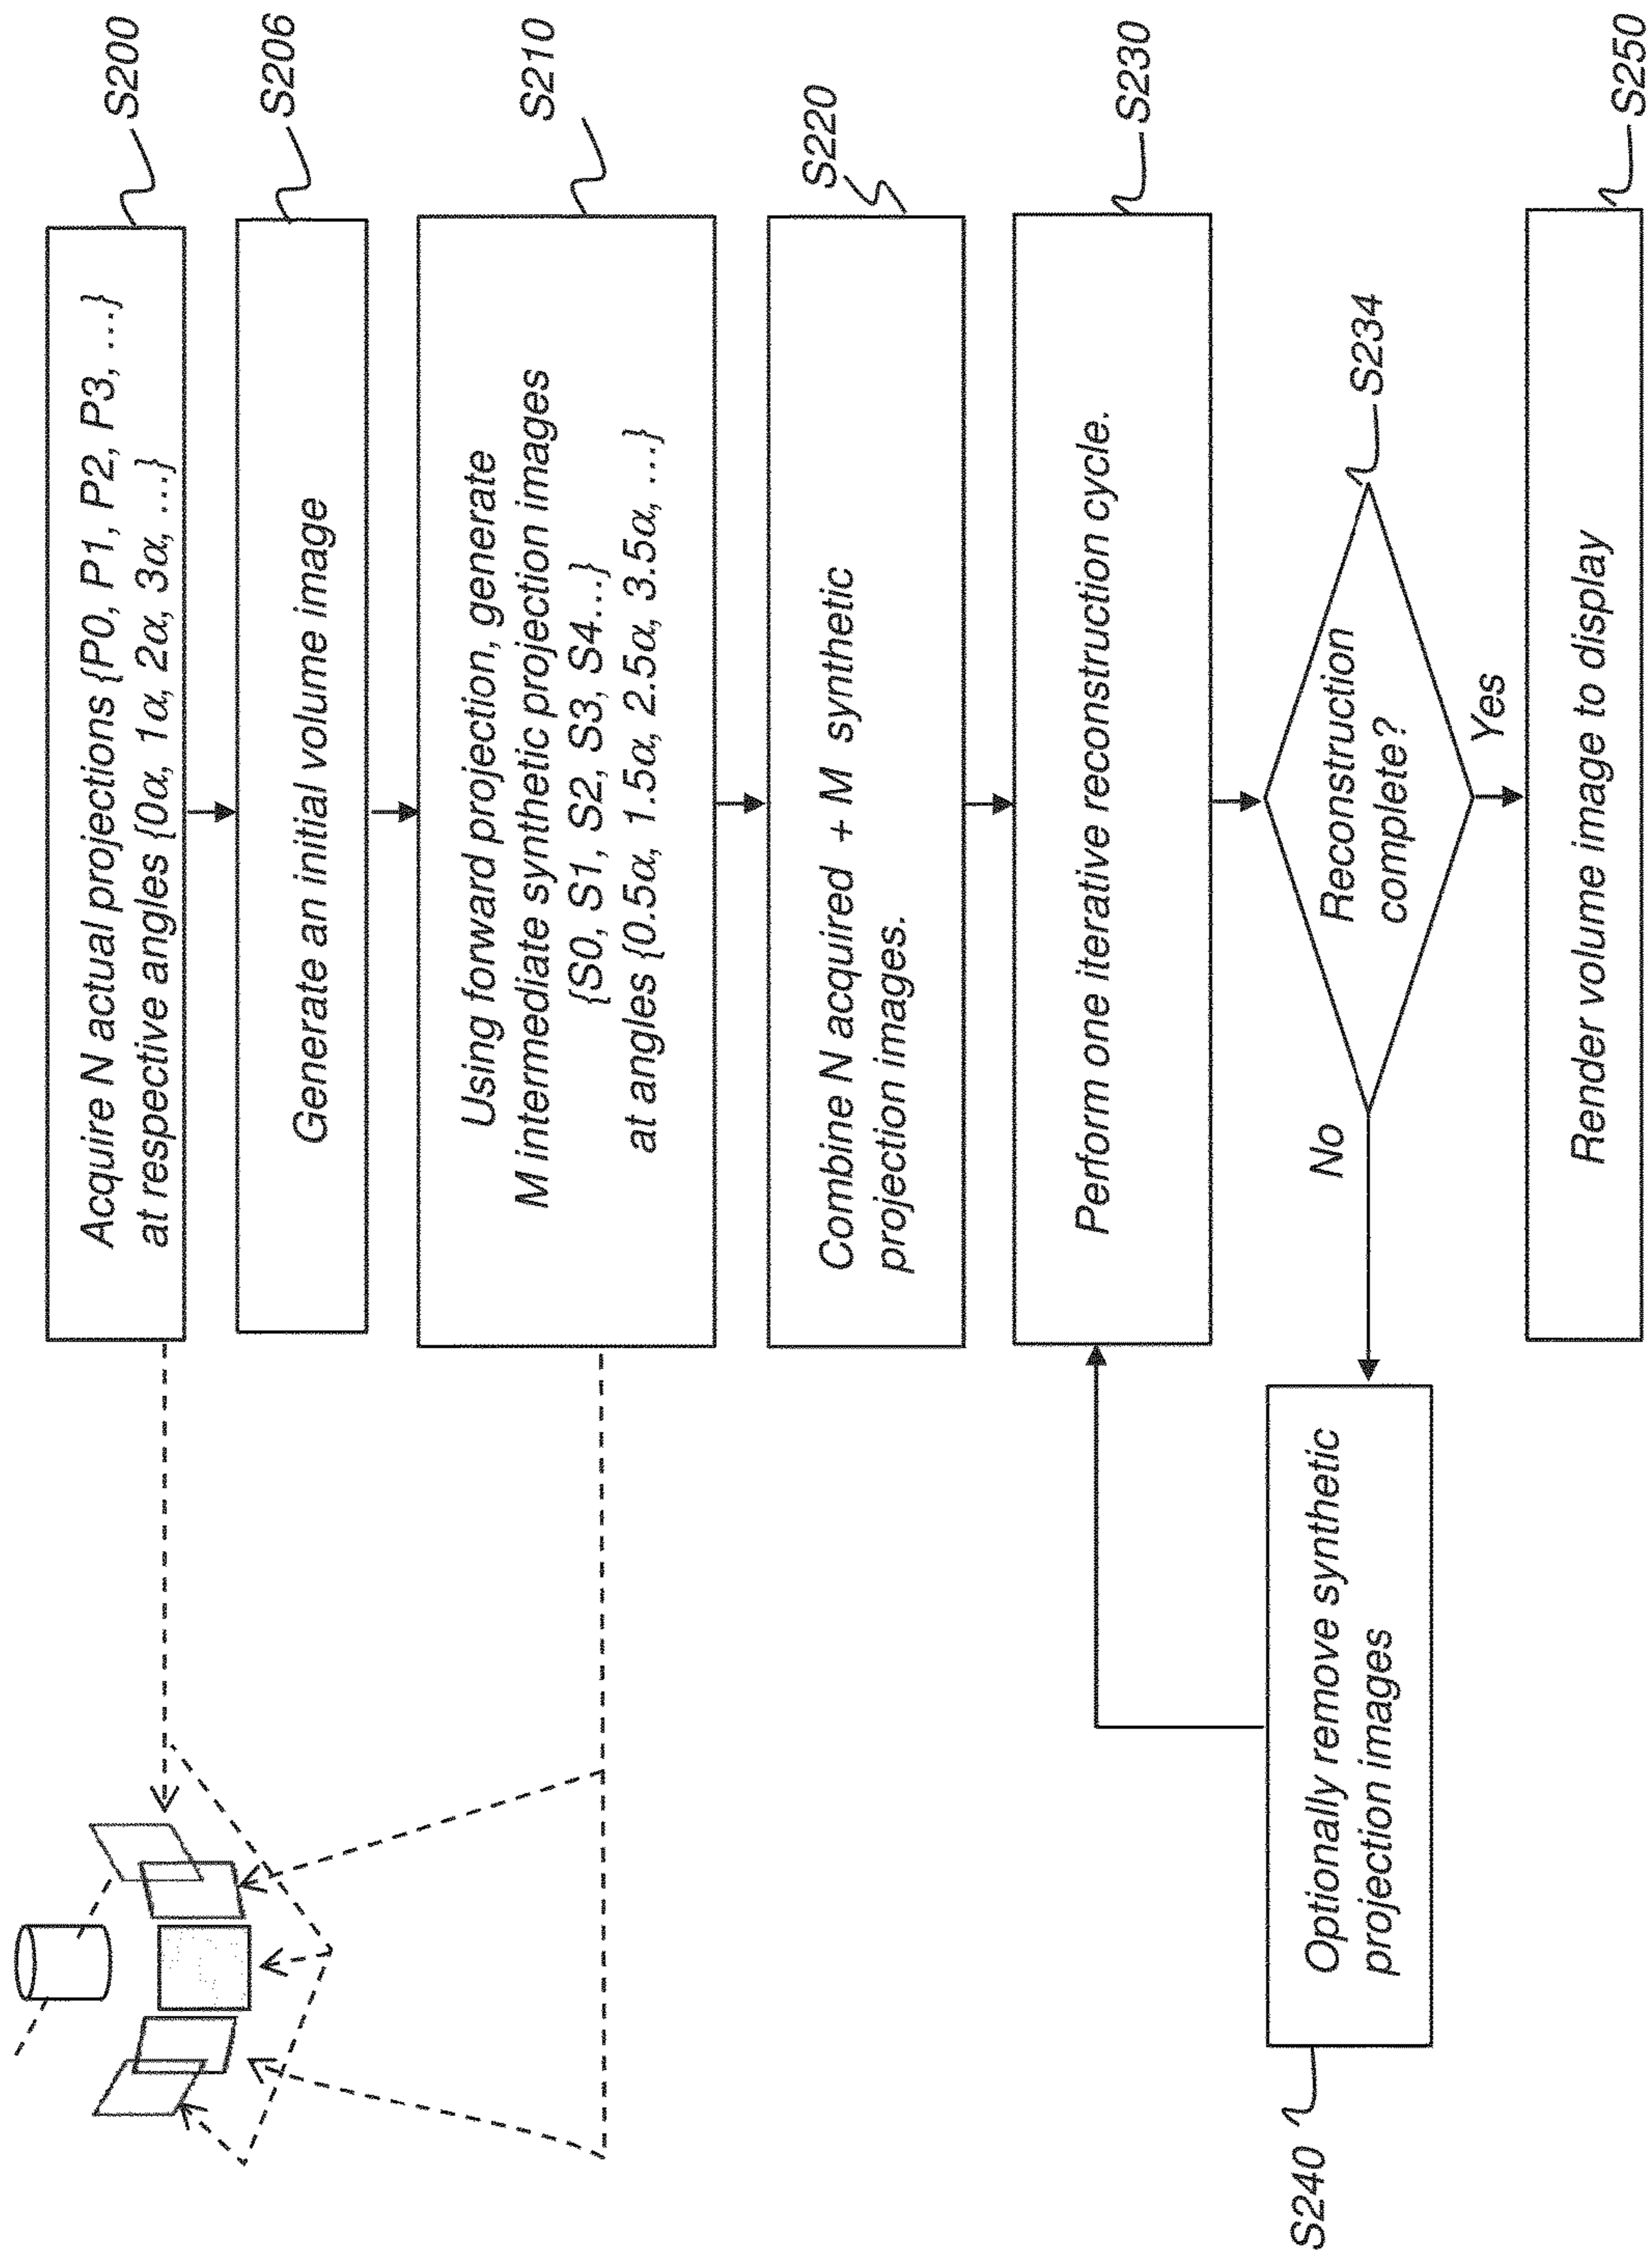 Acquire N actual projections {P0, P1, P2, P3, …}
at respective angles {0α, 1α, 2α, 3α, …}
S200
Generate an initial volume image
S206
Using forward projection, generate
M intermediate synthetic projection images
{S0, S1, S2, S3, S4…}
at angles {0.5α, 1.5α, 2.5α, 3.5α, …}
S210
Combine N acquired + M synthetic
projection images.
S220
Perform one iterative reconstruction cycle.
S230
Reconstruction
complete?
S234
No
Yes
Optionally remove synthetic
projection images
S240
Render volume image to display
S250